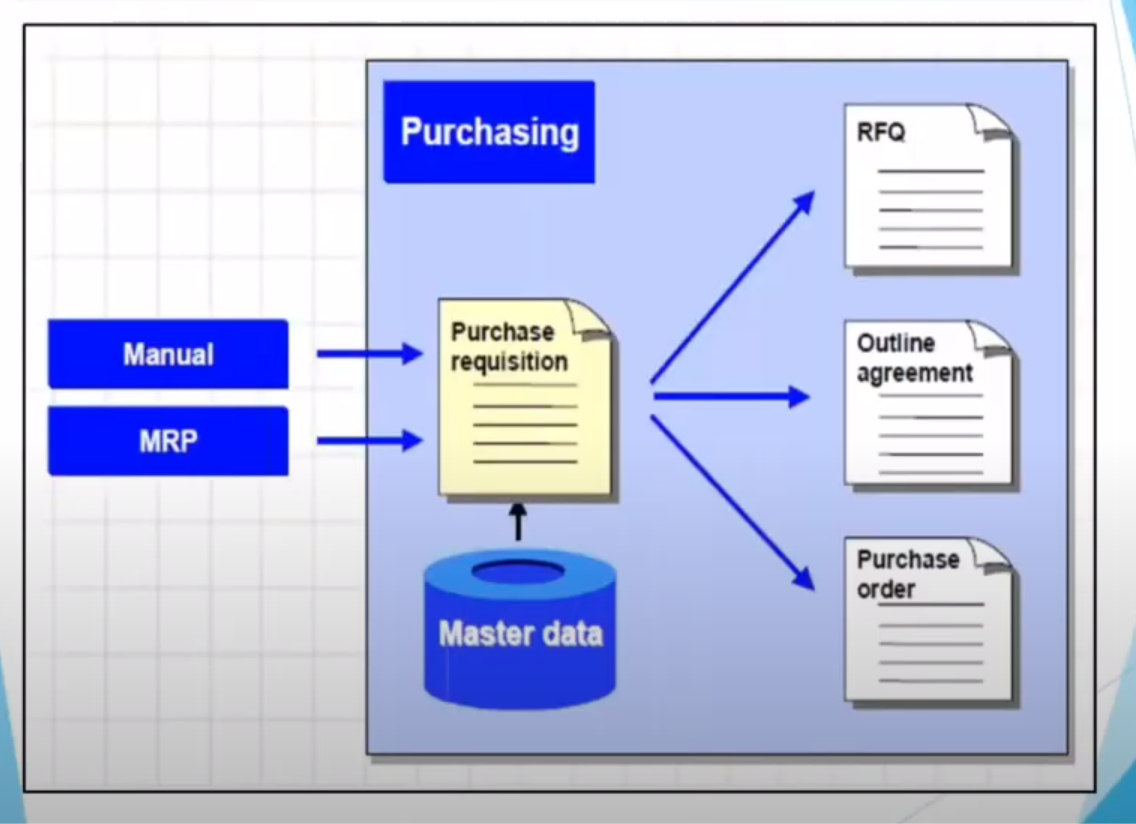 Purchasing
RFQ
Manual
Purchase
requisition
Outline
agreement
MRP
Purchase
order
Master data